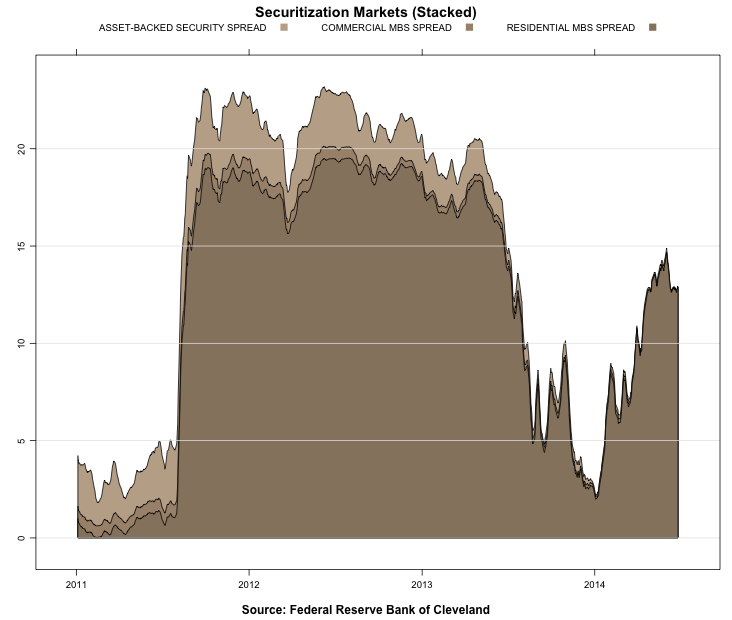 Securitization Markets (Stacked)
ASSET-BACKED SECURITY SPREAD COMMERCIAL MBS SPREAD RESIDENTIAL MBS SPREAD
20
15
10
5
0
2011 2012 2013 2014
Source: Federal Reserve Bank of Cleveland